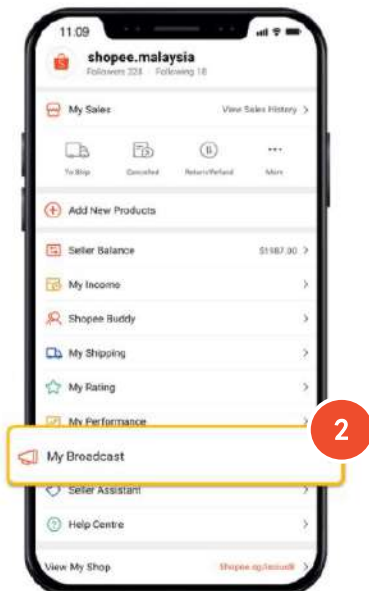 11:09
shopee.malaysia
Followers 328 Following 18
My Sales View Sales History
To Ship Cancelled Return/Refund More
Add New Products
Seller Balance $1987.00
My Income
Shopee Buddy
My Shipping
My Rating
My Performance
2
My Broadcast
Seller Assistant
Help Centre
View My Shop